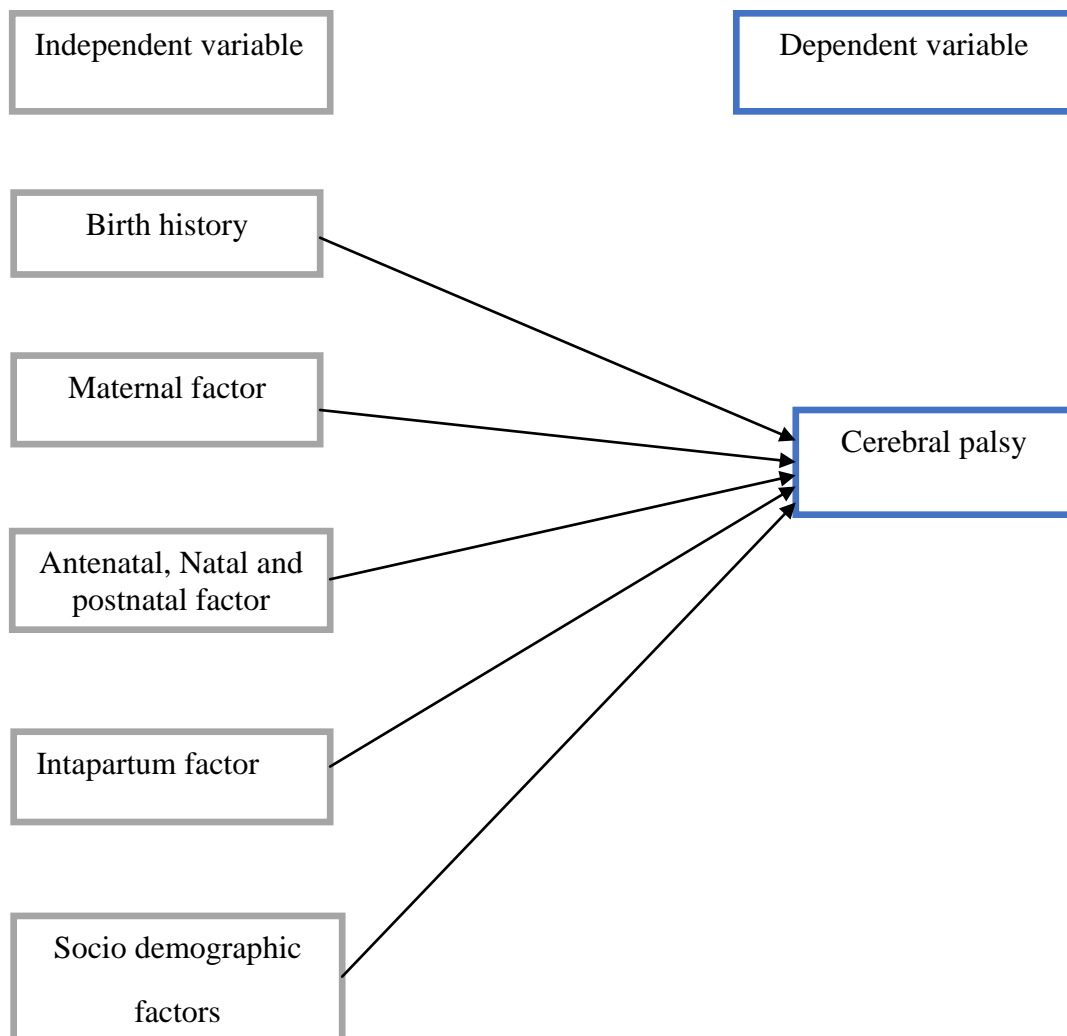 Independent variable
Dependent variable
Birth history
Maternal factor
Cerebral palsy
Antenatal, Natal and
postnatal factor
Intapartum factor
Socio demographic
factors